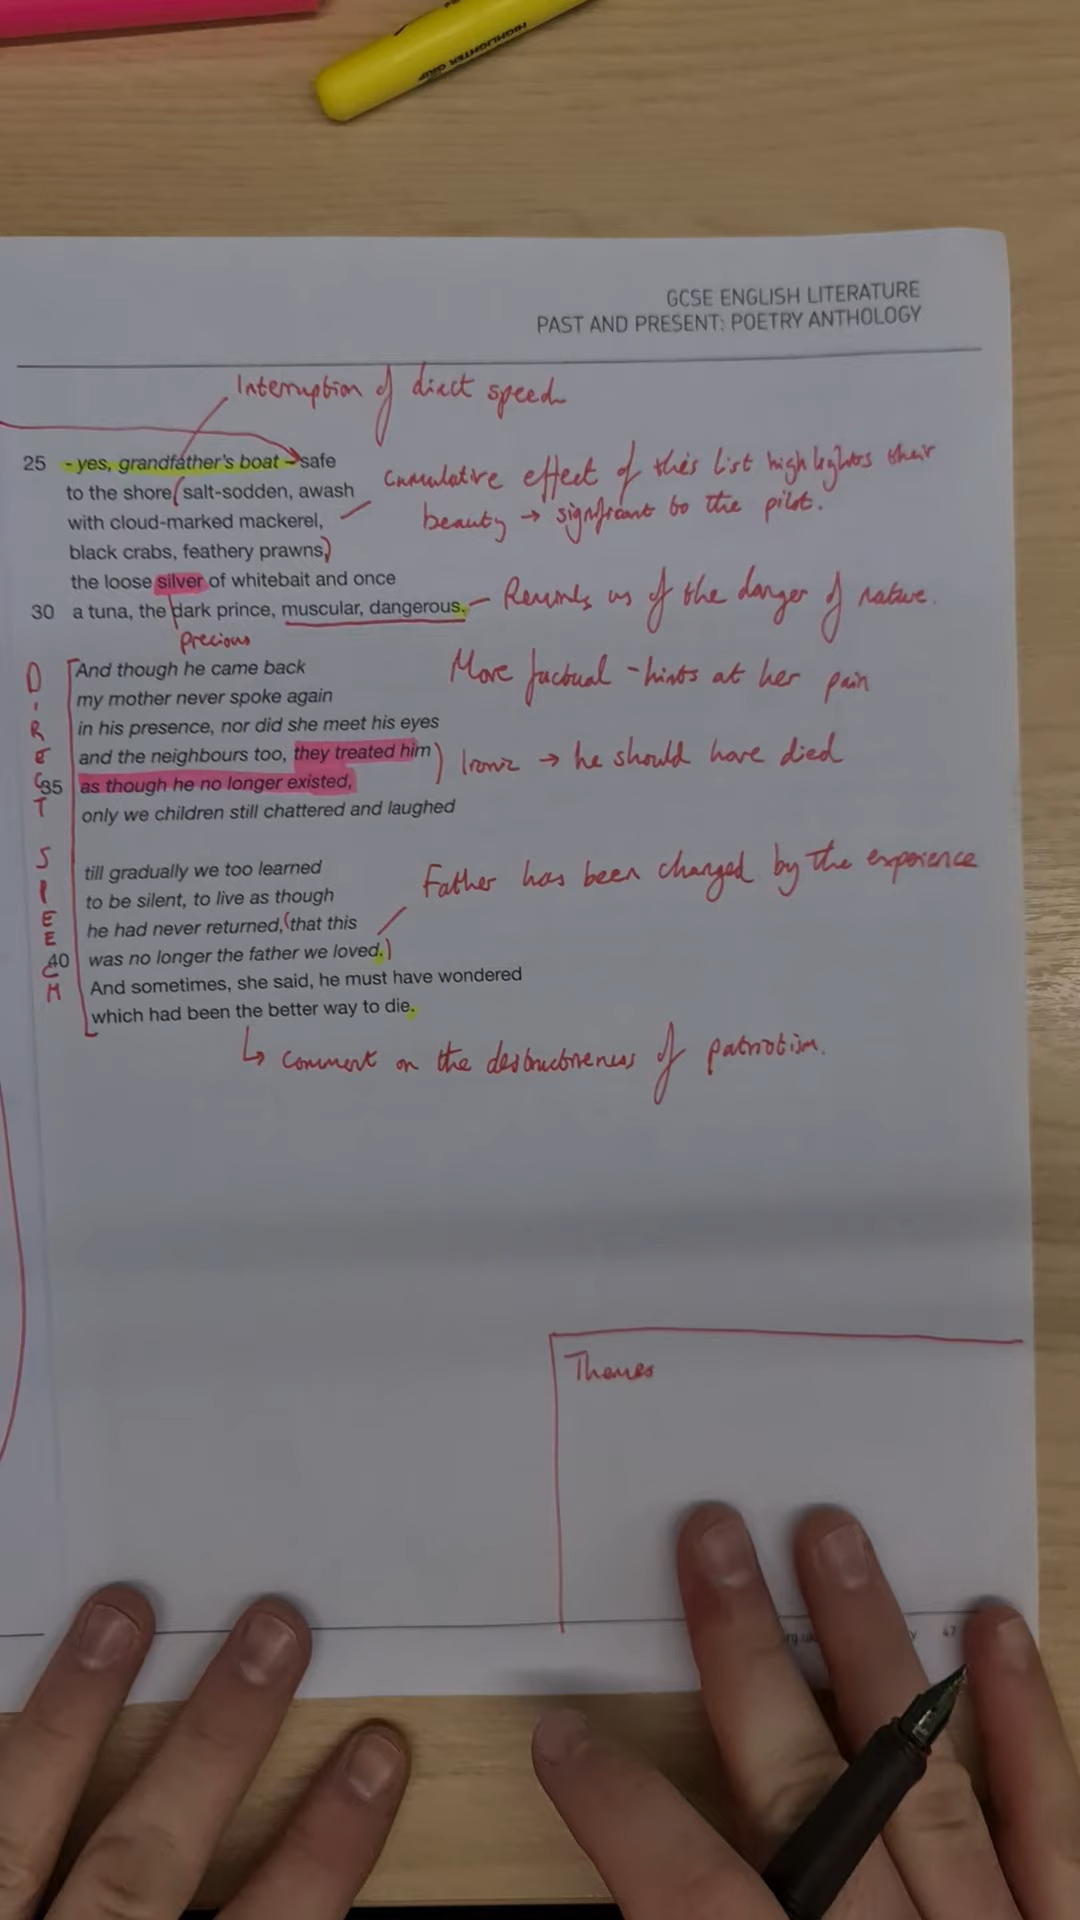 HIGHLIGHTER GRIP
GCSE ENGLISH LITERATURE
PAST AND PRESENT: POETRY ANTHOLOGY
Interruption of direct speech
25 - yes, grandfather's boat – safe
to the shore, salt-sodden, awash
with cloud-marked mackerel,
black crabs, feathery prawns,
the loose silver of whitebait and once
30 a tuna, the dark prince, muscular, dangerous.
Cumulative effect of this list highlights their
beauty → significant to the pilot.
Reminds us of the danger of nature.
precious
And though he came back
my mother never spoke again
in his presence, nor did she meet his eyes
and the neighbours too, they treated him
35 as though he no longer existed,
only we children still chattered and laughed
More factual - hints at her pain
Ironic → he should have died
till gradually we too learned
to be silent, to live as though
he had never returned, (that this
40 was no longer the father we loved.)
And sometimes, she said, he must have wondered
which had been the better way to die.
Father has been changed by the experience
DIRECT SPEECH
↳ comment on the destructiveness of patriotism.
Themes
47